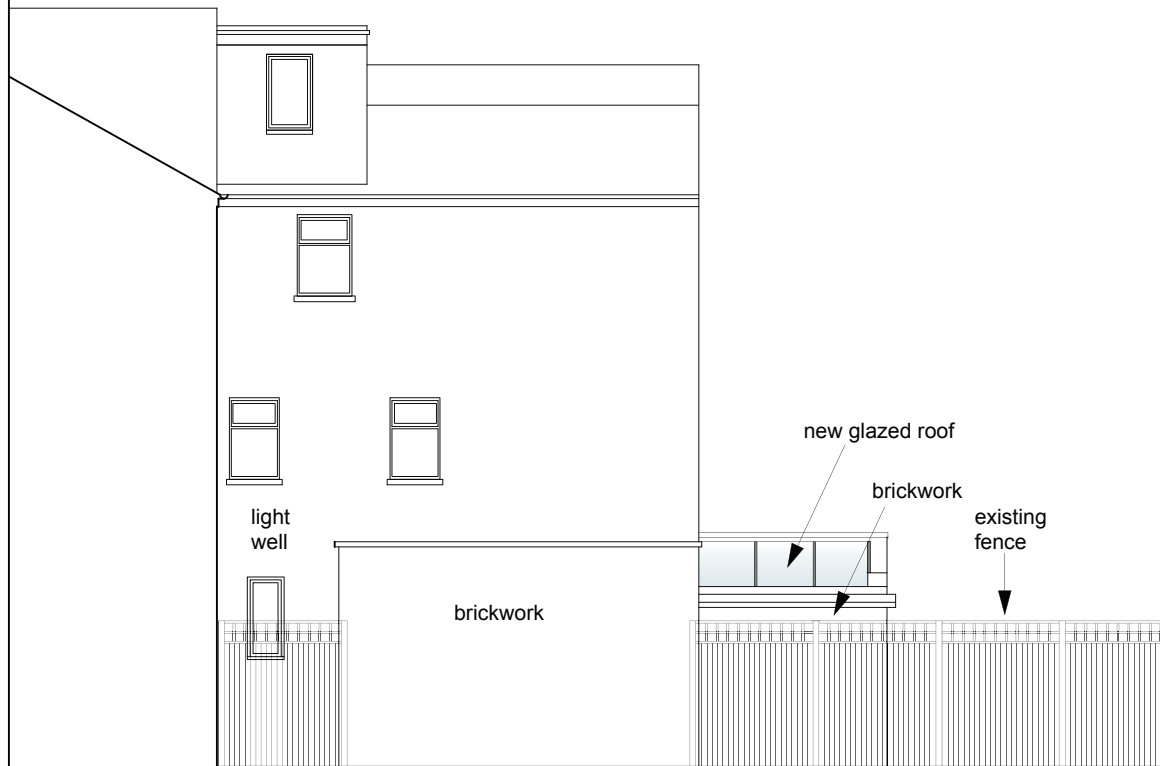 new glazed roof
brickwork
existing
fence
light
well
brickwork